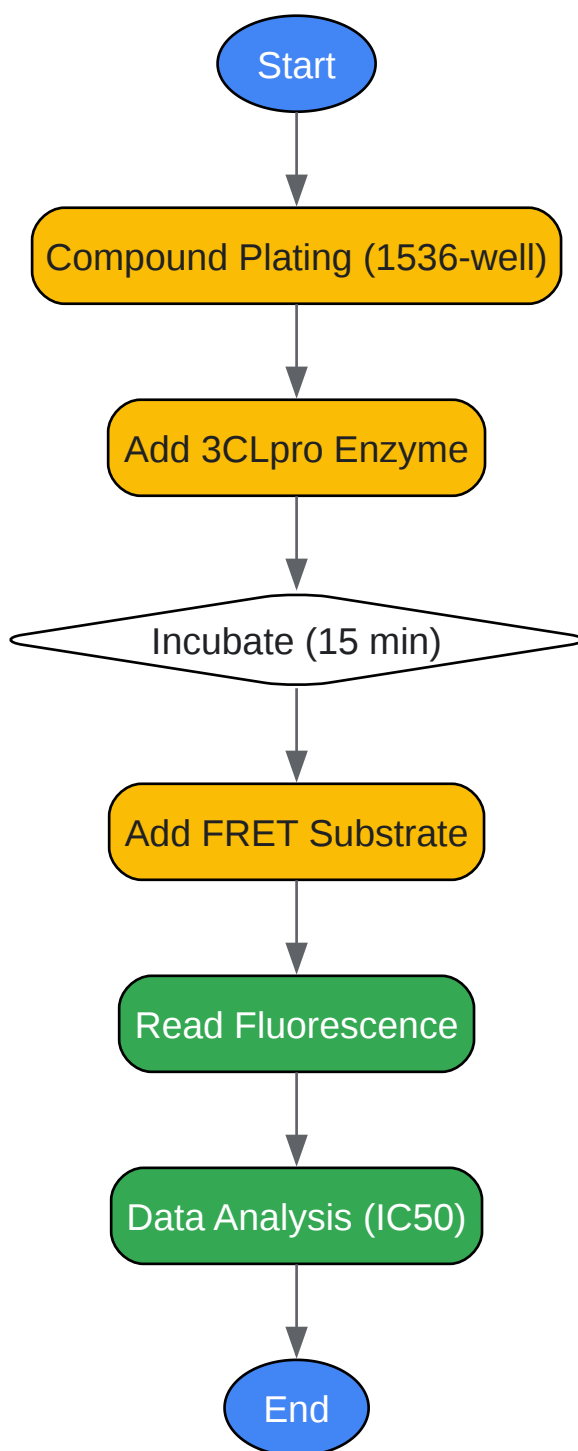 Start
Compound Plating (1536-well)
Add 3CLpro Enzyme
Incubate (15 min)
Add FRET Substrate
Read Fluorescence
Data Analysis (IC50)
End